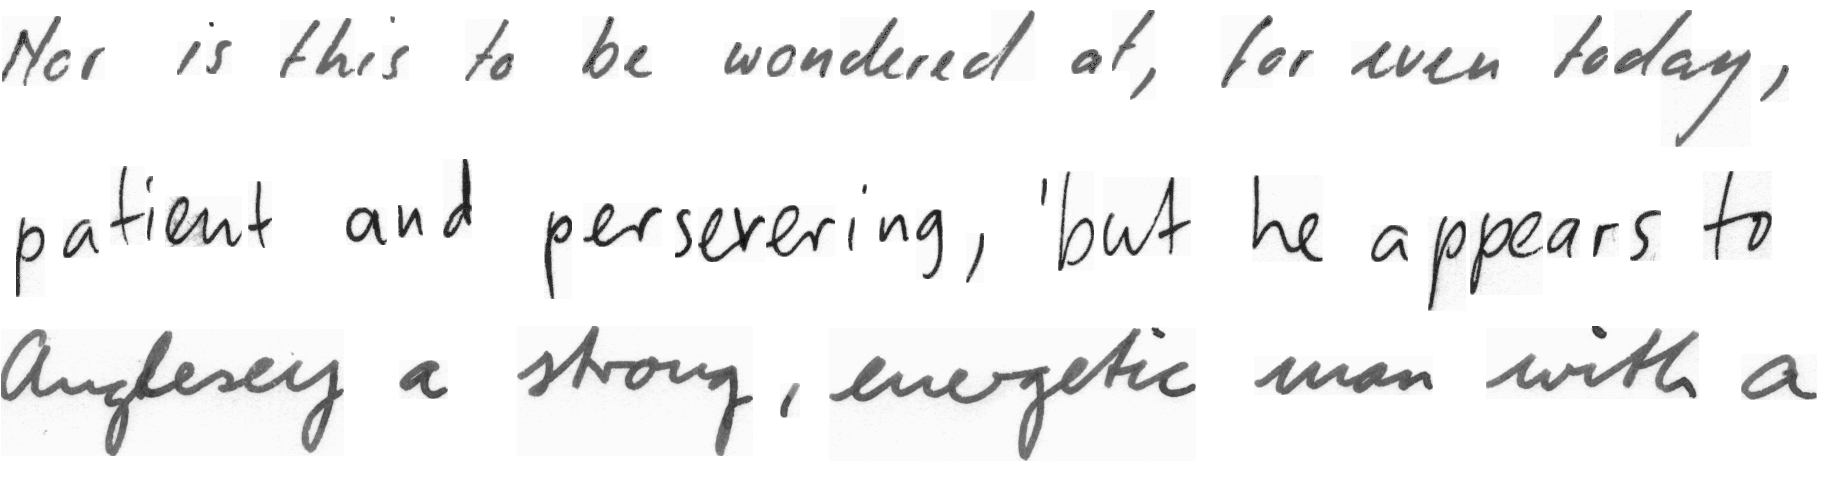 Nor is this to be wondered at, for even today,
patient and persevering, 'but he appears to
Anglesey a strong, energetic man with a